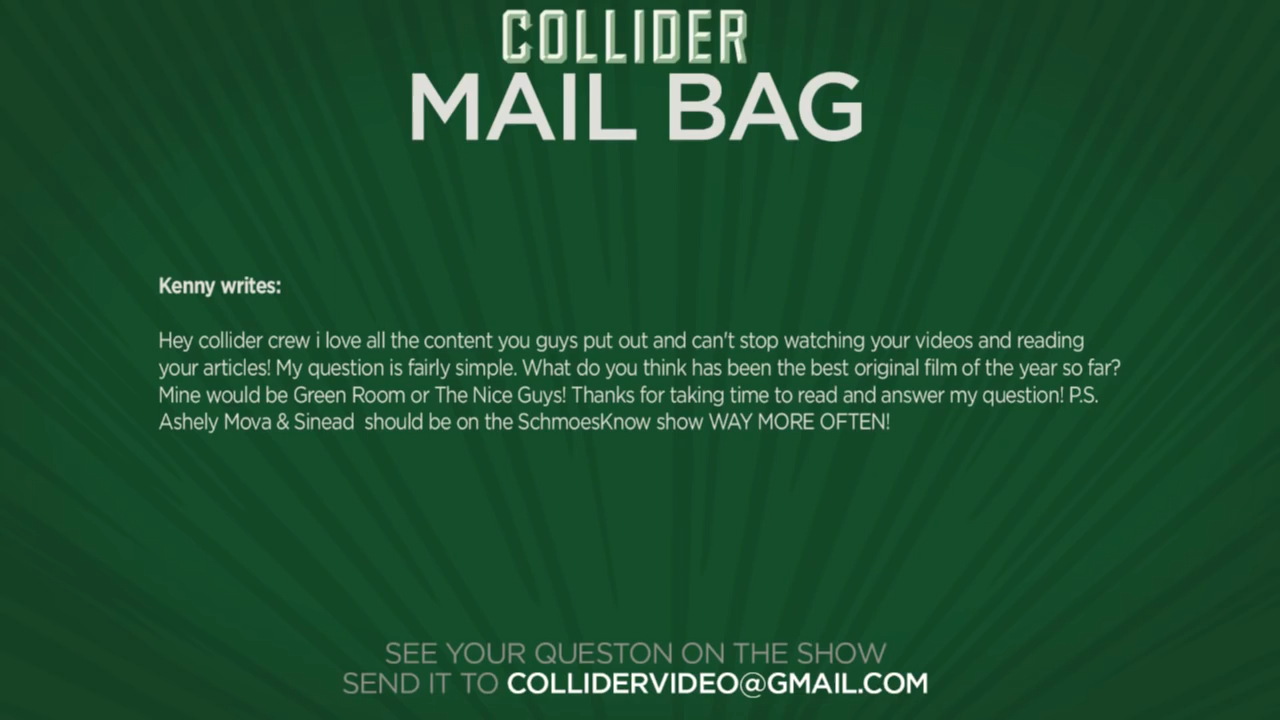 COLLIDER
MAIL BAG
Kenny writes:
Hey collider crew i love all the content you guys put out and can't stop watching your videos and reading
your articles! My question is fairly simple. What do you think has been the best original film of the year so far?
Mine would be Green Room or The Nice Guys! Thanks for taking time to read and answer my question! P.S.
Ashely Mova & Sinead  should be on the SchmoesKnow show WAY MORE OFTEN!
SEE YOUR QUESTON ON THE SHOW
SEND IT TO COLLIDERVIDEO@GMAIL.COM